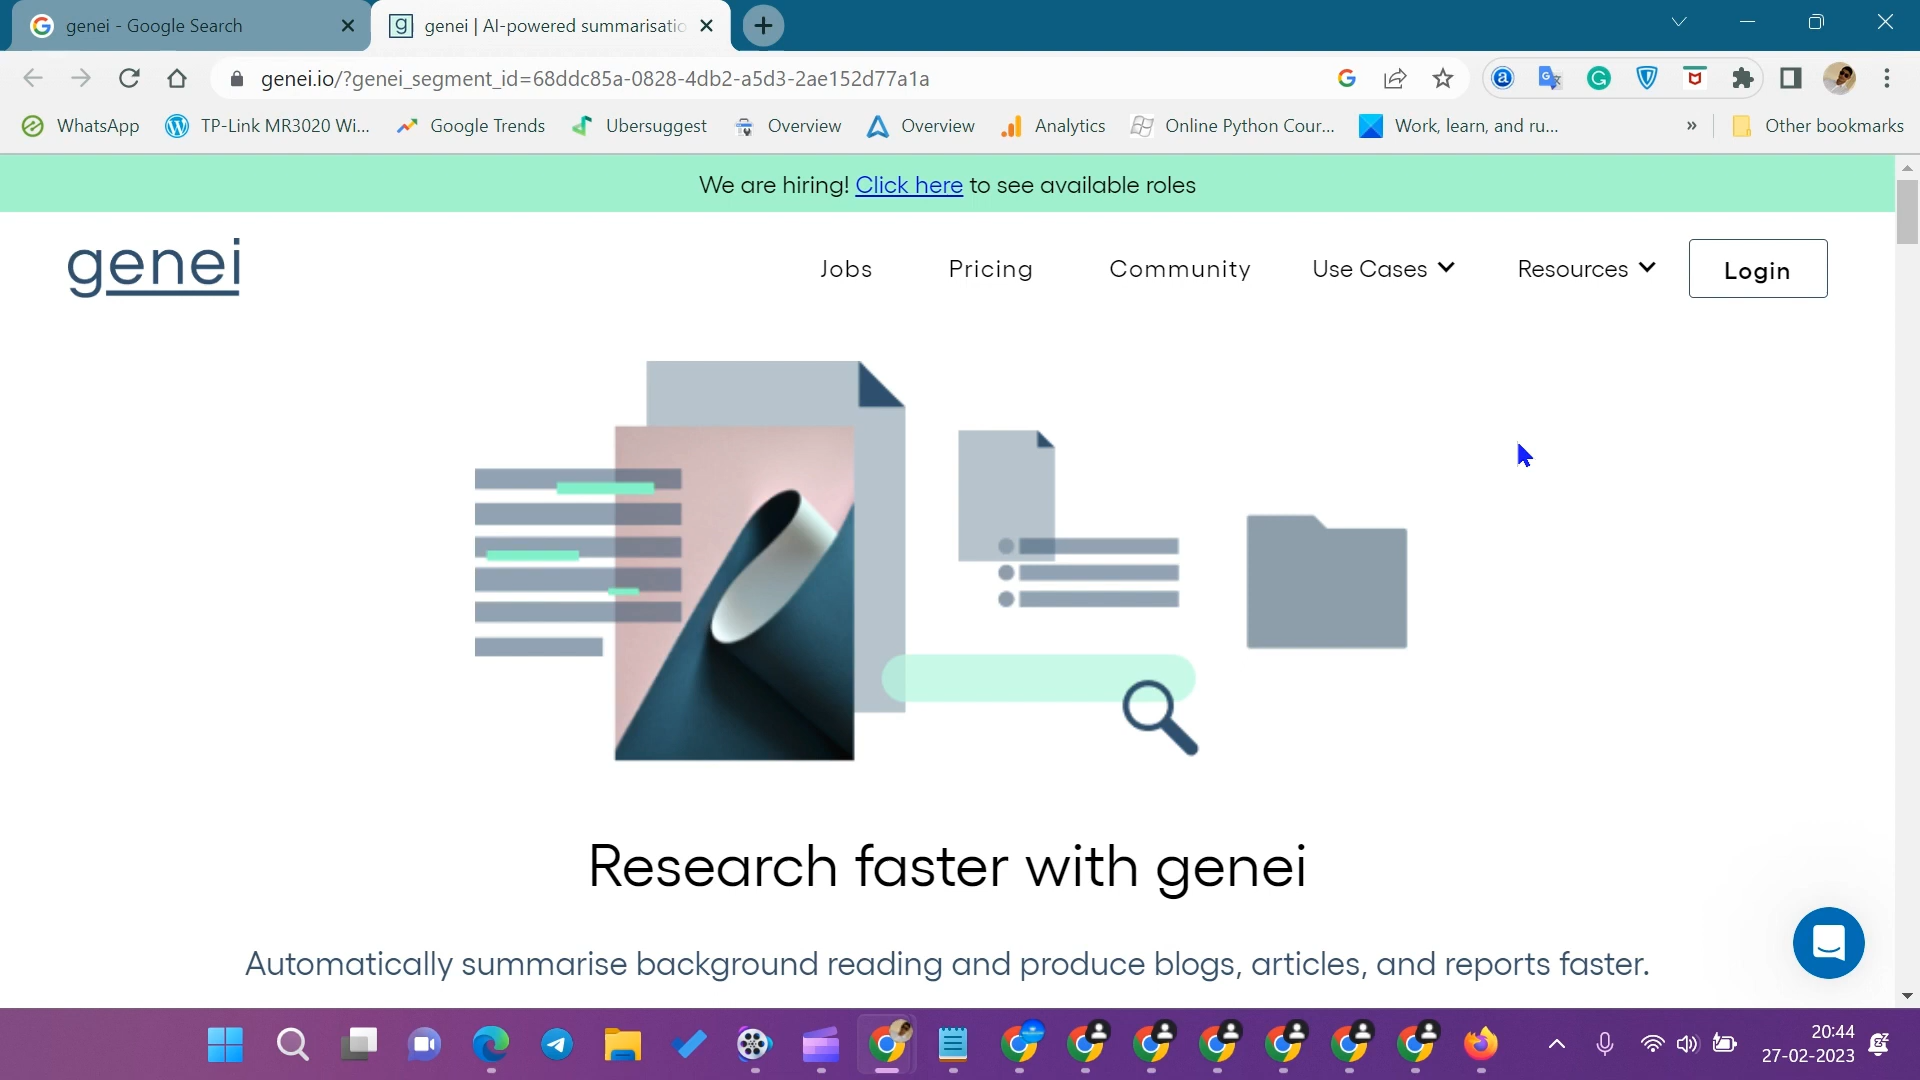 genei - Google Search
genei | AI-powered summarisatio
genei.io/?genei_segment_id=68ddc85a-0828-4db2-a5d3-2ae152d77a1a
WhatsApp
TP-Link MR3020 Wi...
Google Trends
Ubersuggest
Overview
Overview
Analytics
Online Python Cour...
Work, learn, and ru...
»
Other bookmarks
We are hiring! Click here to see available roles
genei
Jobs
Pricing
Community
Use Cases
Resources
Login
Research faster with genei
Automatically summarise background reading and produce blogs, articles, and reports faster.
20:44
27-02-2023